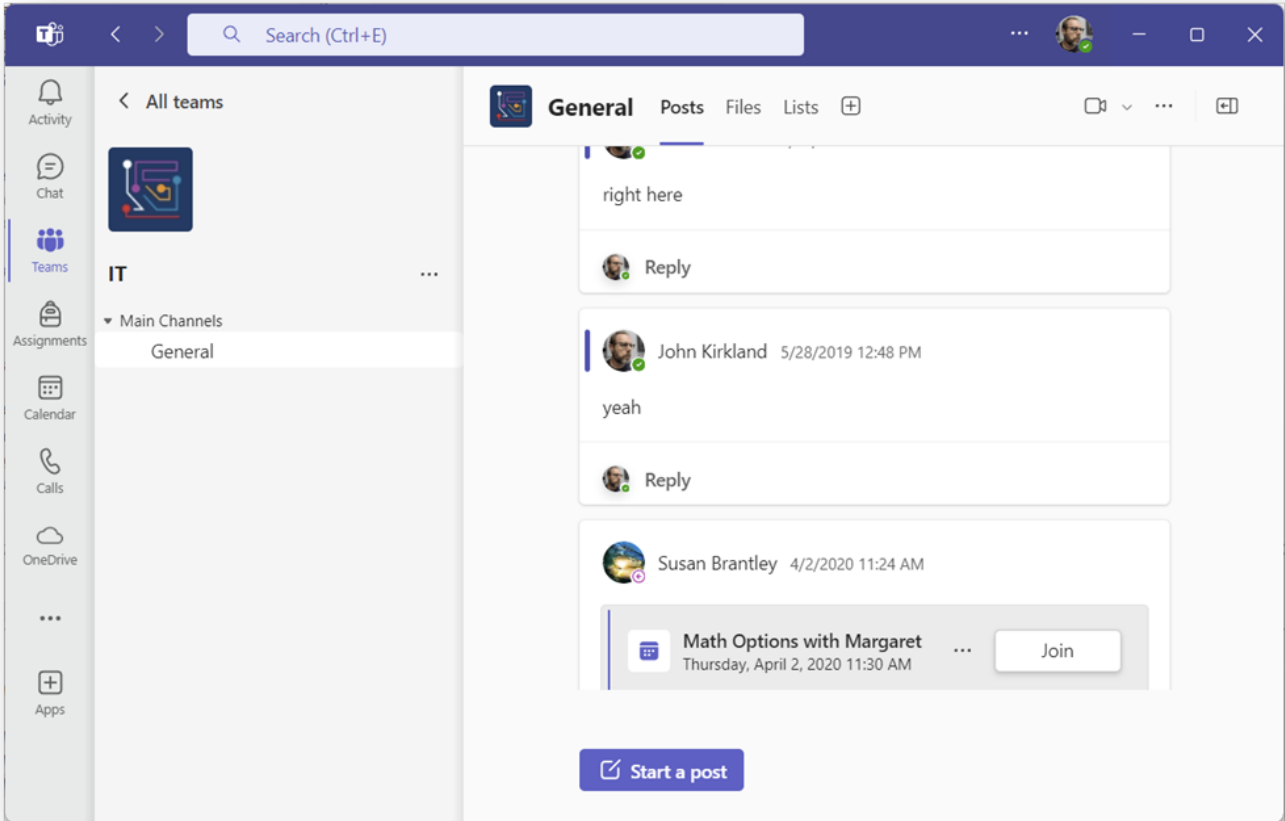 Search (Ctrl+E)
Activity
Chat
Teams
Assignments
Calendar
Calls
OneDrive
Apps
All teams
IT
Main Channels
General
General Posts Files Lists
right here
Reply
John Kirkland 5/28/2019 12:48 PM
yeah
Reply
Susan Brantley 4/2/2020 11:24 AM
Math Options with Margaret
Thursday, April 2, 2020 11:30 AM
Join
Start a post